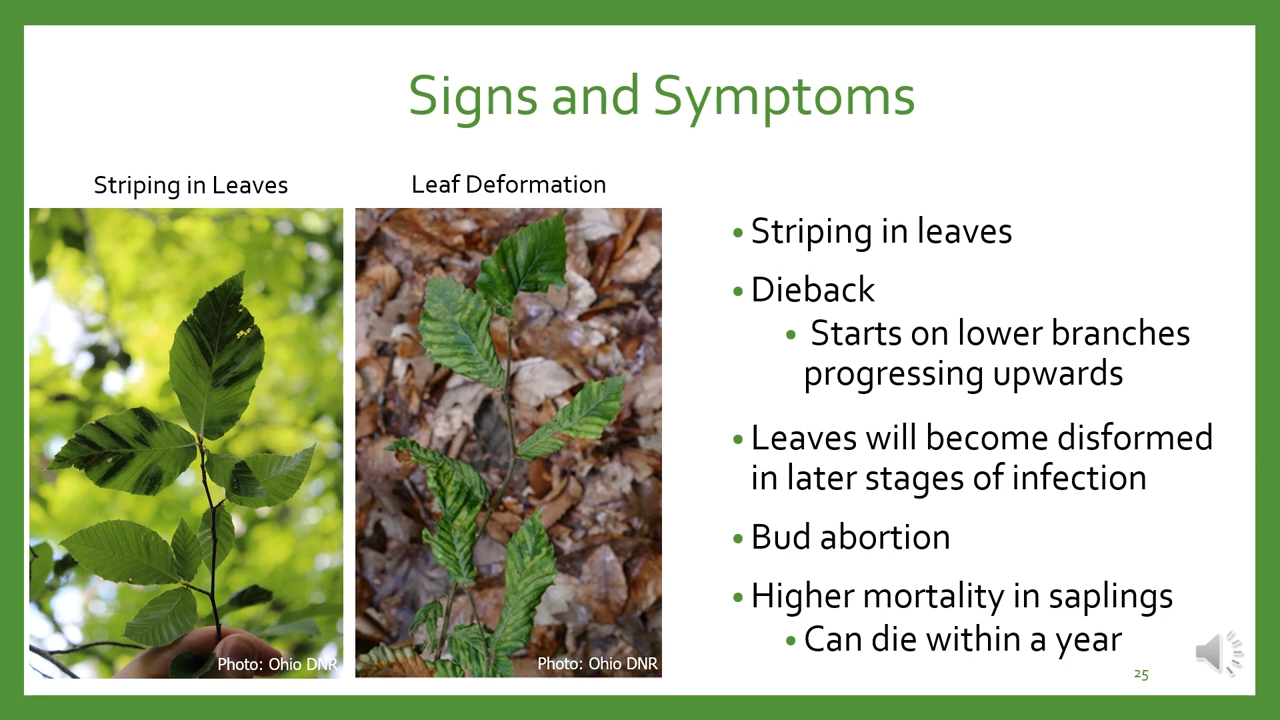 Signs and Symptoms
Striping in Leaves
Leaf Deformation
Photo: Ohio DNR
Photo: Ohio DNR
• Striping in leaves
• Dieback
• Starts on lower branches
progressing upwards
• Leaves will become disformed
in later stages of infection
• Bud abortion
• Higher mortality in saplings
• Can die within a year
25